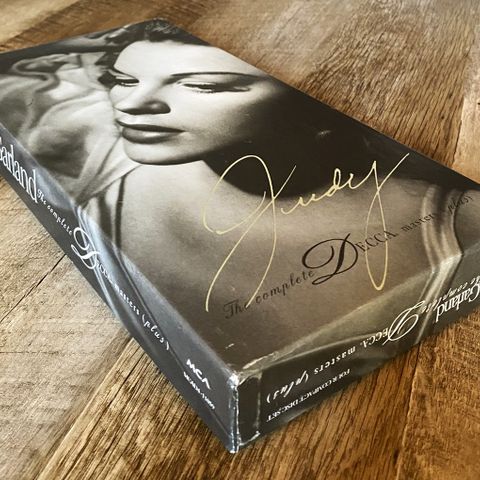 Judy
The complete DECCA masters (plus)
Garland
The complete DECCA masters (plus)
MCA
Garland
The complete DECCA masters (plus)
FOUR COMPACT DISC SET